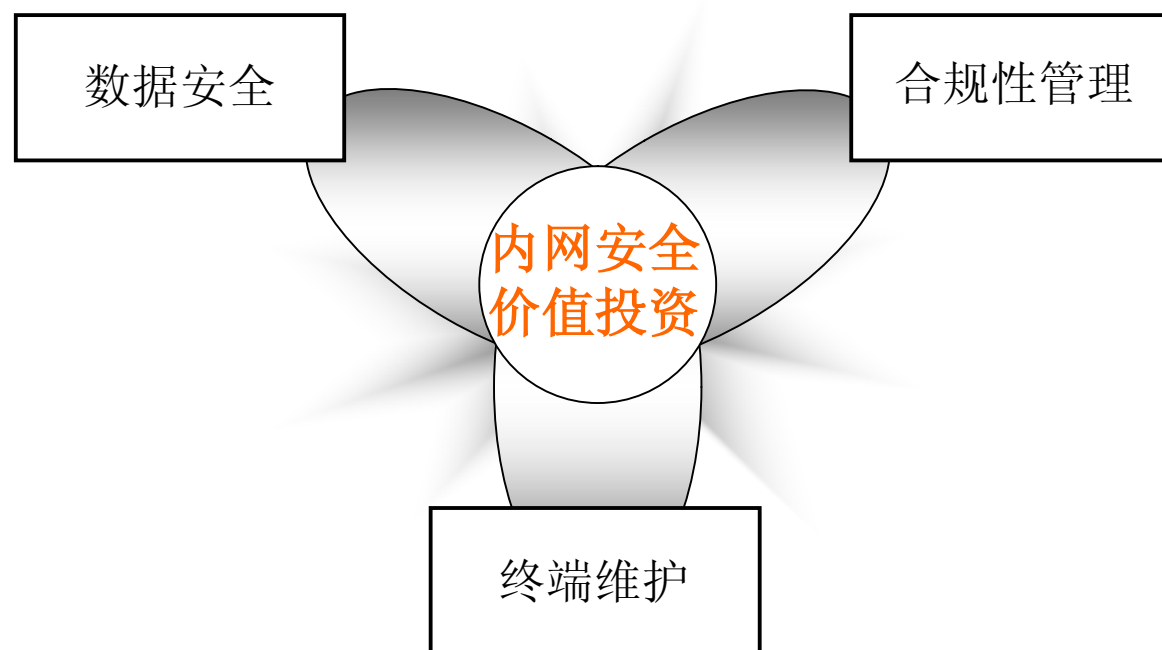 数据安全
合规性管理
内网安全
价值投资
终端维护